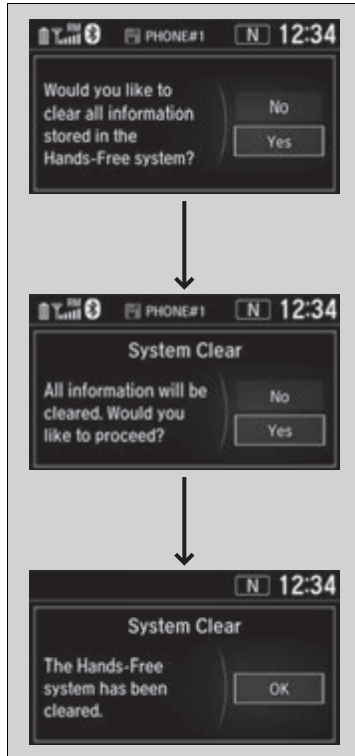 RM PHONE#1 N 12:34
Would you like to
clear all information
stored in the
Hands-Free system?
No
Yes
RM PHONE#1 N 12:34
System Clear
All information will be
cleared. Would you
like to proceed?
No
Yes
N 12:34
System Clear
The Hands-Free
system has been
cleared.
OK